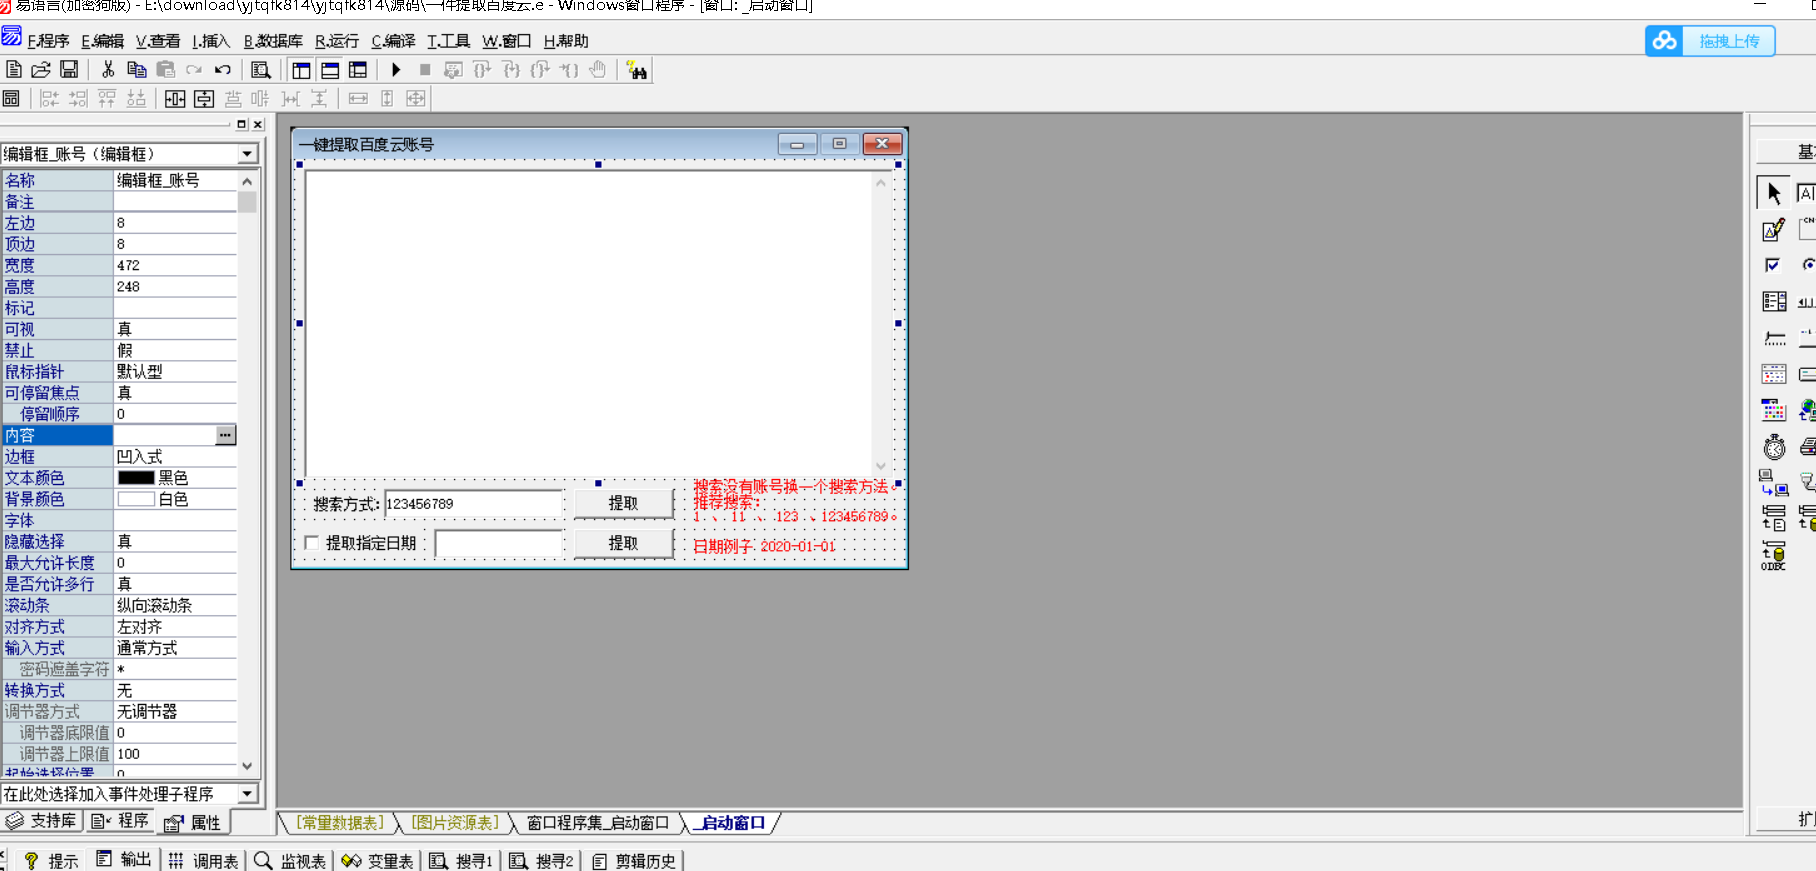 易语言(加密狗版) - E:\download\yjtqfk814\yjtqfk814\源码\一件提取百度云.e - Windows窗口程序 - [窗口: _启动窗口]
F.程序 E.编辑 V.查看 I.插入 B.数据库 R.运行 C.编译 T.工具 W.窗口 H.帮助
拖拽上传
编辑框_账号（编辑框）
名称 编辑框_账号
备注
左边 8
顶边 8
宽度 472
高度 248
标记
可视 真
禁止 假
鼠标指针 默认型
可停留焦点 真
停留顺序 0
内容 ...
边框 凹入式
文本颜色 黑色
背景颜色 白色
字体
隐藏选择 真
最大允许长度 0
是否允许多行 真
滚动条 纵向滚动条
对齐方式 左对齐
输入方式 通常方式
密码遮盖字符 *
转换方式 无
调节器方式 无调节器
调节器底限值 0
调节器上限值 100
起始选择位置 0
在此处选择加入事件处理子程序
支持库 程序 属性
一键提取百度云账号
搜索方式: 123456789 提取
提取指定日期 提取
搜索没有账号换一个搜索方法。
推荐搜索:
1 、 11 、 123 、123456789。
日期例子 2020-01-01
基
A
CN
ODBC
扩
[常量数据表] [图片资源表] 窗口程序集_启动窗口 _启动窗口
提示 输出 调用表 监视表 变量表 搜寻1 搜寻2 剪辑历史